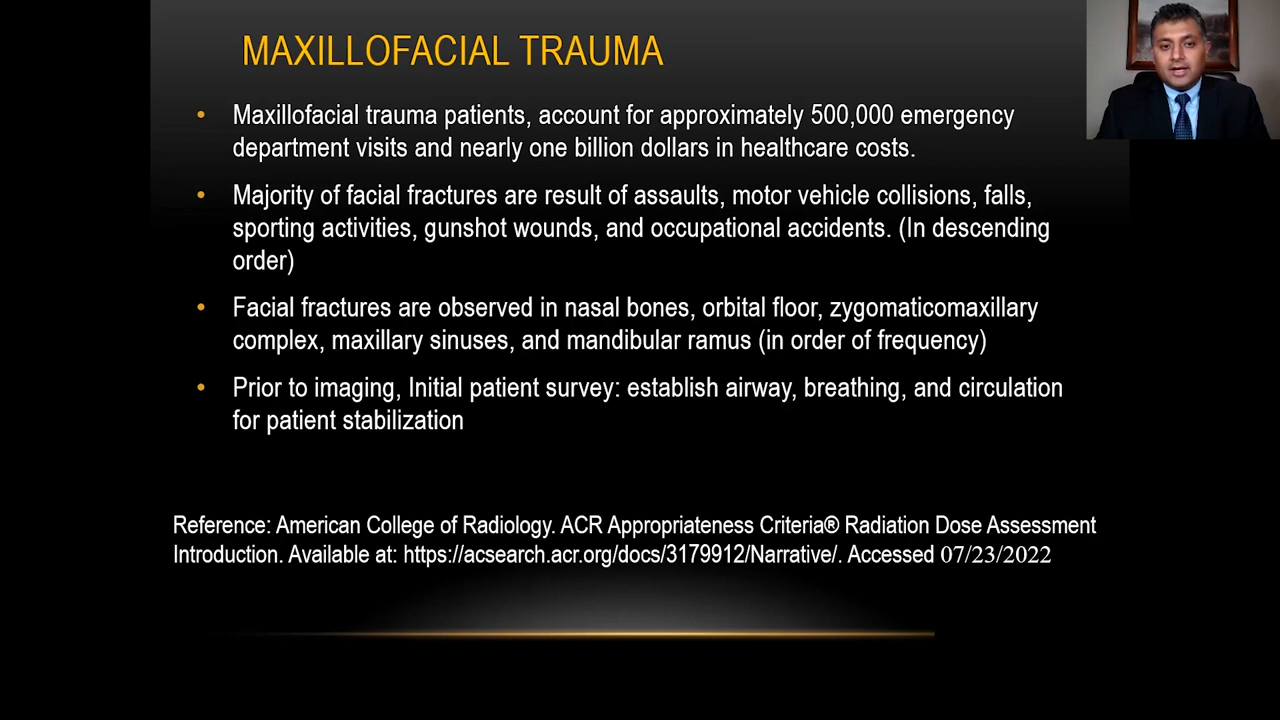 MAXILLOFACIAL TRAUMA
• Maxillofacial trauma patients, account for approximately 500,000 emergency
department visits and nearly one billion dollars in healthcare costs.
• Majority of facial fractures are result of assaults, motor vehicle collisions, falls,
sporting activities, gunshot wounds, and occupational accidents. (In descending
order)
• Facial fractures are observed in nasal bones, orbital floor, zygomaticomaxillary
complex, maxillary sinuses, and mandibular ramus (in order of frequency)
• Prior to imaging, Initial patient survey: establish airway, breathing, and circulation
for patient stabilization
Reference: American College of Radiology. ACR Appropriateness Criteria® Radiation Dose Assessment
Introduction. Available at: https://acsearch.acr.org/docs/3179912/Narrative/. Accessed 07/23/2022